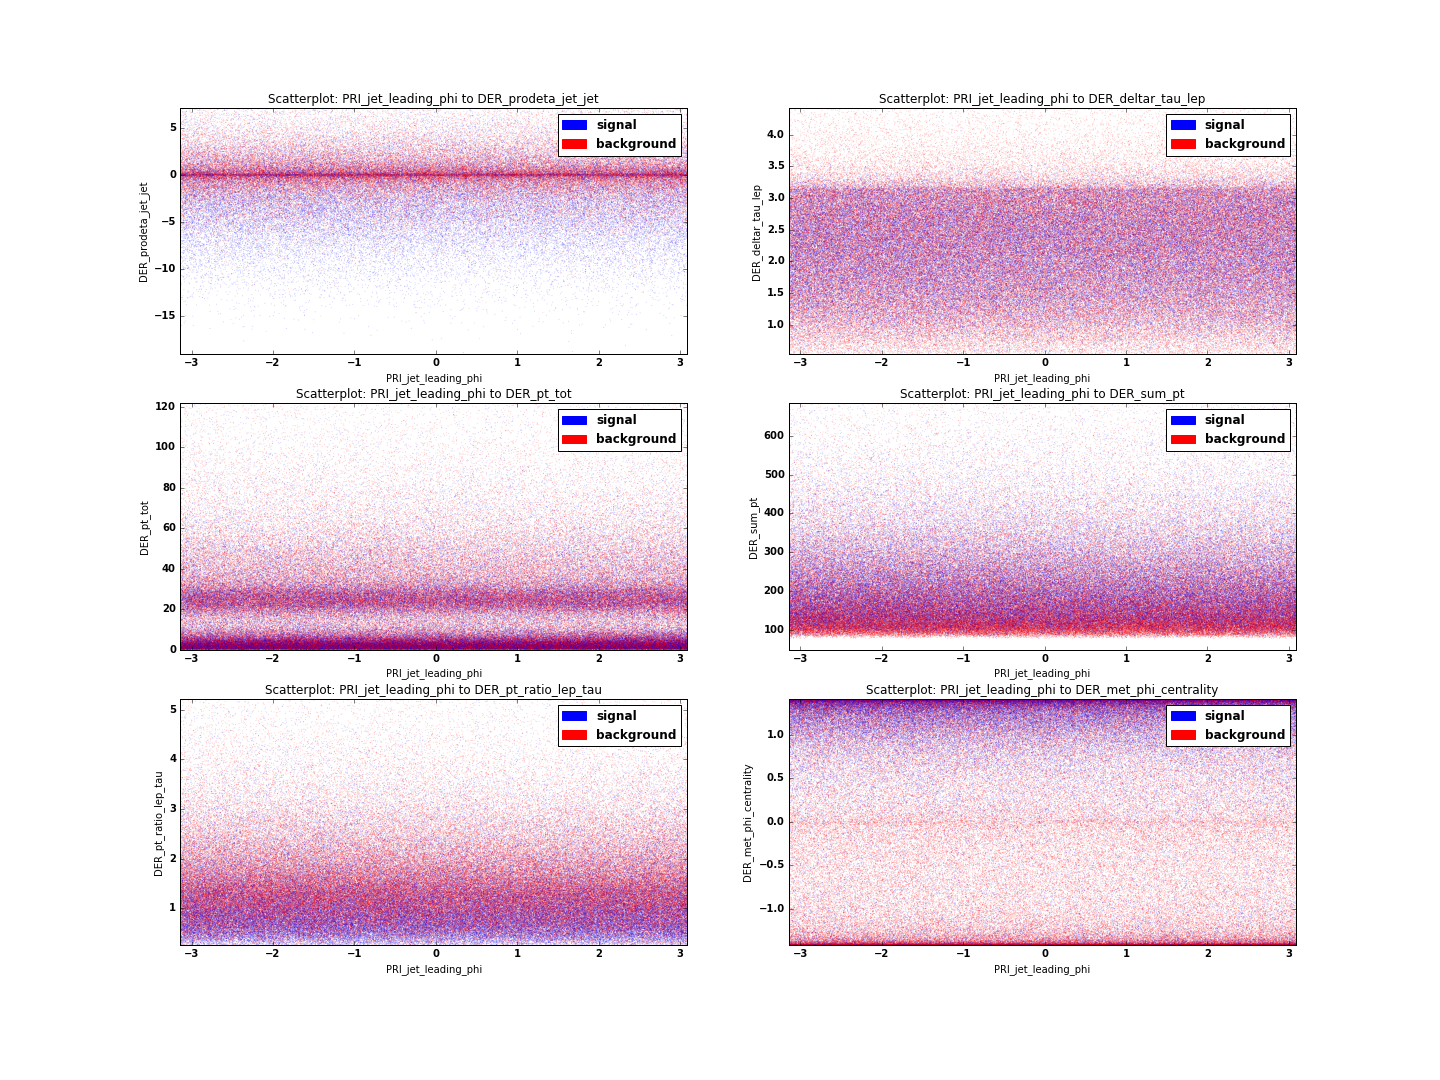 Scatterplot: PRI_jet_leading_phi to DER_prodeta_jet_jet
signal
background
5
0
−5
−10
−15
DER_prodeta_jet_jet
−3 −2 −1 0 1 2 3
PRI_jet_leading_phi
Scatterplot: PRI_jet_leading_phi to DER_deltar_tau_lep
signal
background
4.0
3.5
3.0
2.5
2.0
1.5
1.0
DER_deltar_tau_lep
−3 −2 −1 0 1 2 3
PRI_jet_leading_phi
Scatterplot: PRI_jet_leading_phi to DER_pt_tot
signal
background
120
100
80
60
40
20
0
DER_pt_tot
−3 −2 −1 0 1 2 3
PRI_jet_leading_phi
Scatterplot: PRI_jet_leading_phi to DER_sum_pt
signal
background
600
500
400
300
200
100
DER_sum_pt
−3 −2 −1 0 1 2 3
PRI_jet_leading_phi
Scatterplot: PRI_jet_leading_phi to DER_pt_ratio_lep_tau
signal
background
5
4
3
2
1
DER_pt_ratio_lep_tau
−3 −2 −1 0 1 2 3
PRI_jet_leading_phi
Scatterplot: PRI_jet_leading_phi to DER_met_phi_centrality
signal
background
1.0
0.5
0.0
−0.5
−1.0
DER_met_phi_centrality
−3 −2 −1 0 1 2 3
PRI_jet_leading_phi